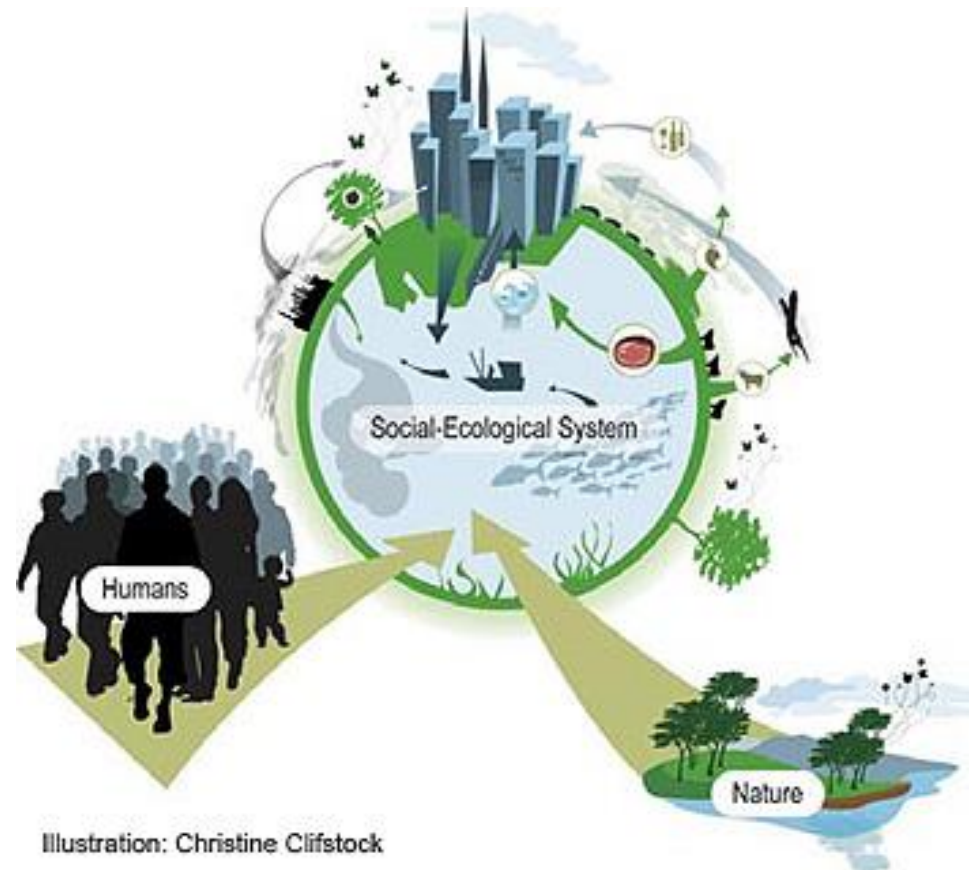 Social-Ecological System
Humans
Nature
Illustration: Christine Clifstock